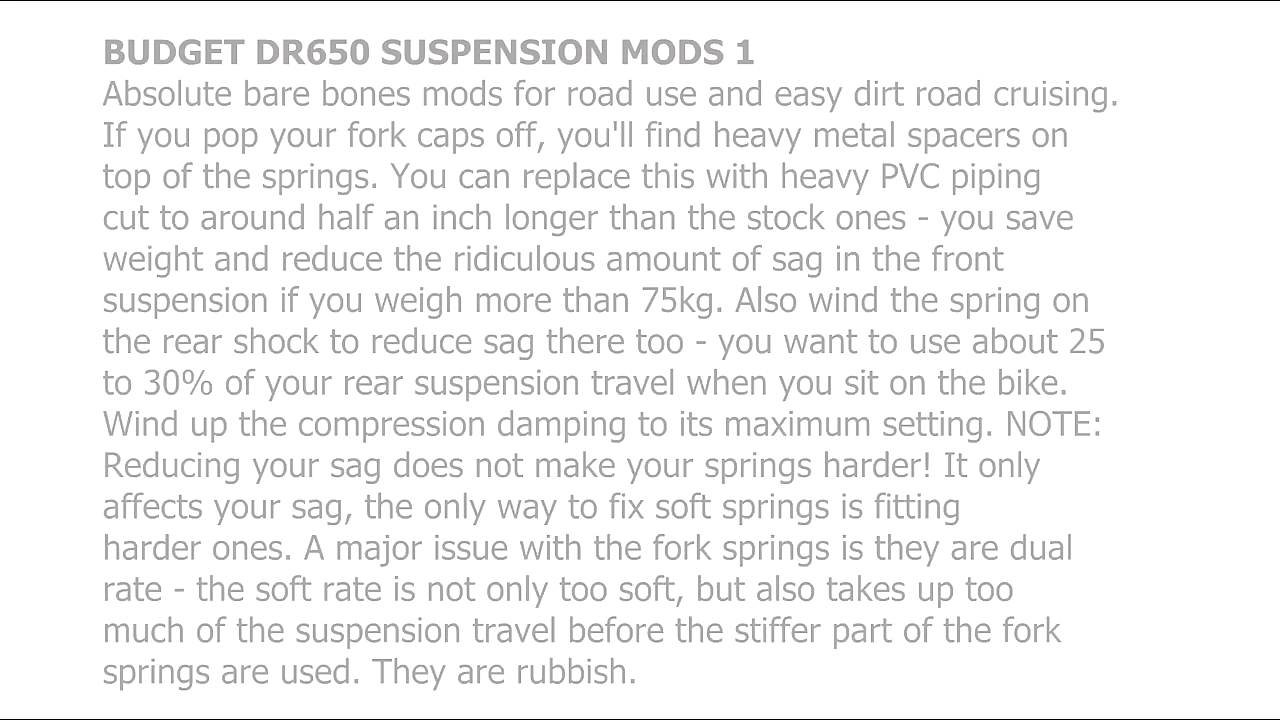 BUDGET DR650 SUSPENSION MODS 1
Absolute bare bones mods for road use and easy dirt road cruising.
If you pop your fork caps off, you'll find heavy metal spacers on
top of the springs. You can replace this with heavy PVC piping
cut to around half an inch longer than the stock ones - you save
weight and reduce the ridiculous amount of sag in the front
suspension if you weigh more than 75kg. Also wind the spring on
the rear shock to reduce sag there too - you want to use about 25
to 30% of your rear suspension travel when you sit on the bike.
Wind up the compression damping to its maximum setting. NOTE:
Reducing your sag does not make your springs harder! It only
affects your sag, the only way to fix soft springs is fitting
harder ones. A major issue with the fork springs is they are dual
rate - the soft rate is not only too soft, but also takes up too
much of the suspension travel before the stiffer part of the fork
springs are used. They are rubbish.